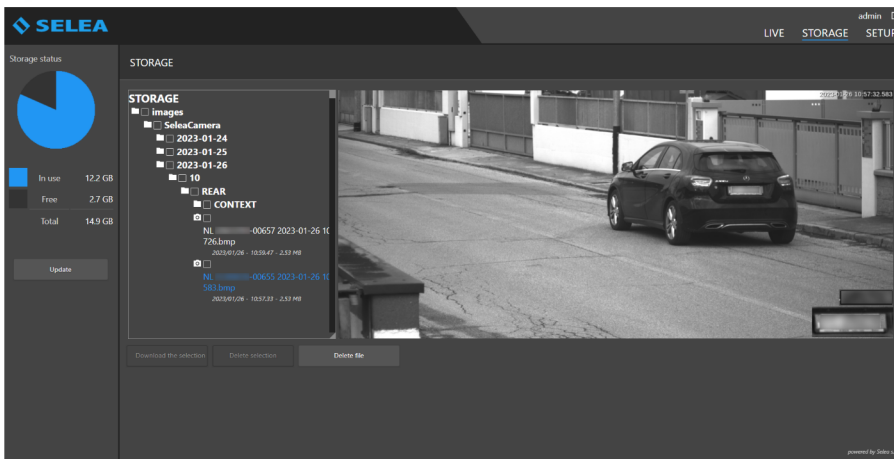 SELEA
admin
LIVE STORAGE SETUP
Storage status
In use 12.2 GB
Free 2.7 GB
Total 14.9 GB
Update
STORAGE
STORAGE
images
SeleaCamera
2023-01-24
2023-01-25
2023-01-26
10
REAR
CONTEXT
NL -00657 2023-01-26 10
726.bmp
2023/01/26 - 10:59.47 - 2,53 MB
NL -00655 2023-01-26 10
583.bmp
2023/01/26 - 10:57.33 - 2,53 MB
2023-01-26 10:57:32.583
Download the selection Delete selection Delete file
powered by Selea